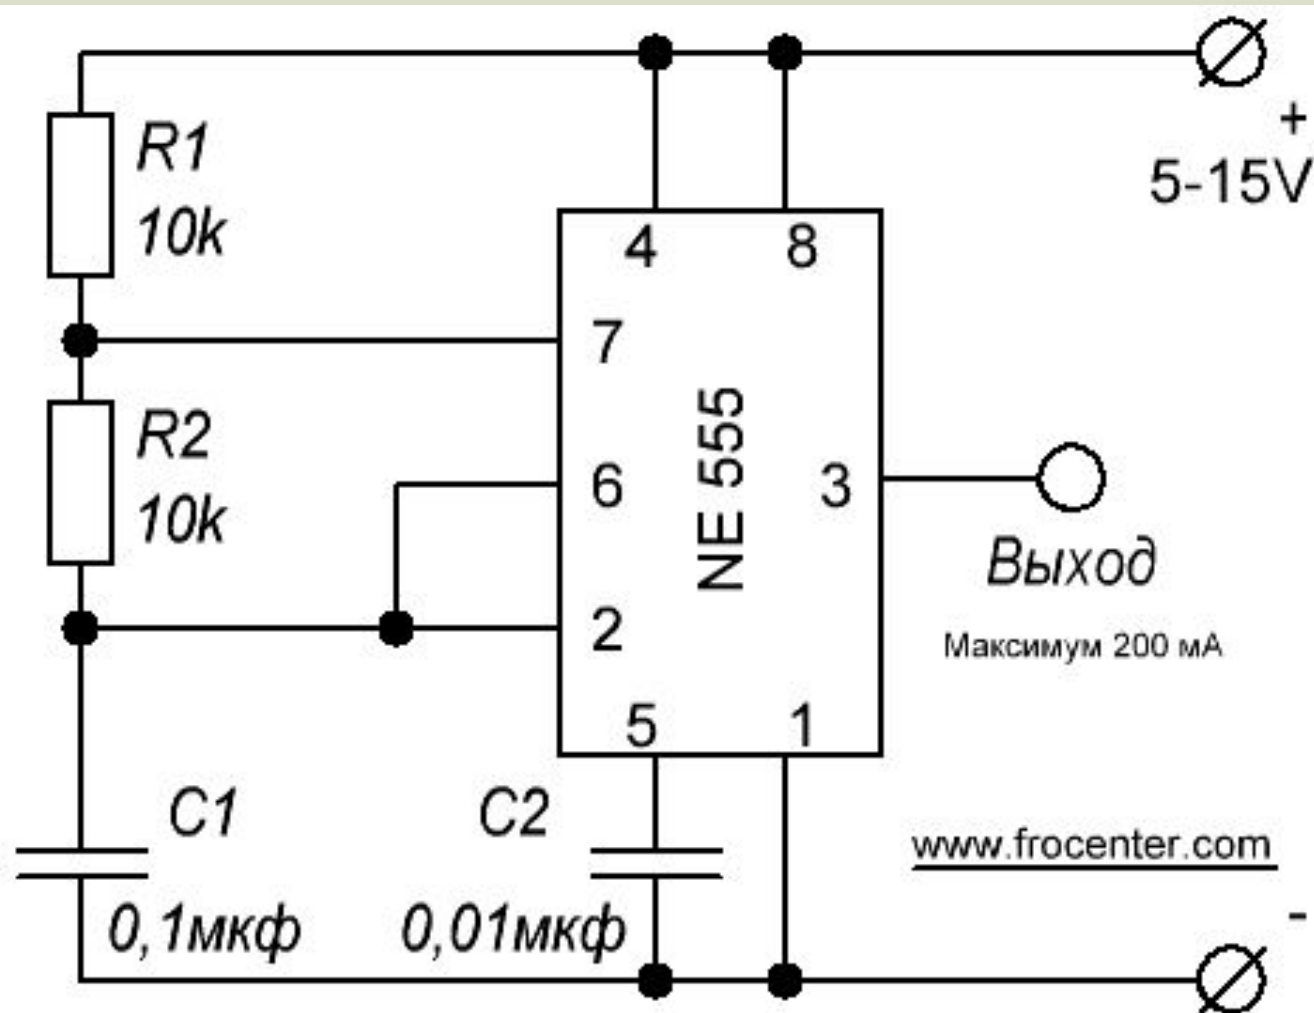 R1
10k
+
5-15V
4
8
7
R2
10k
NE 555
6
3
Выход
2
Максимум 200 мА
5
1
C1
C2
www.frocenter.com
0,1мкф
0,01мкф
-